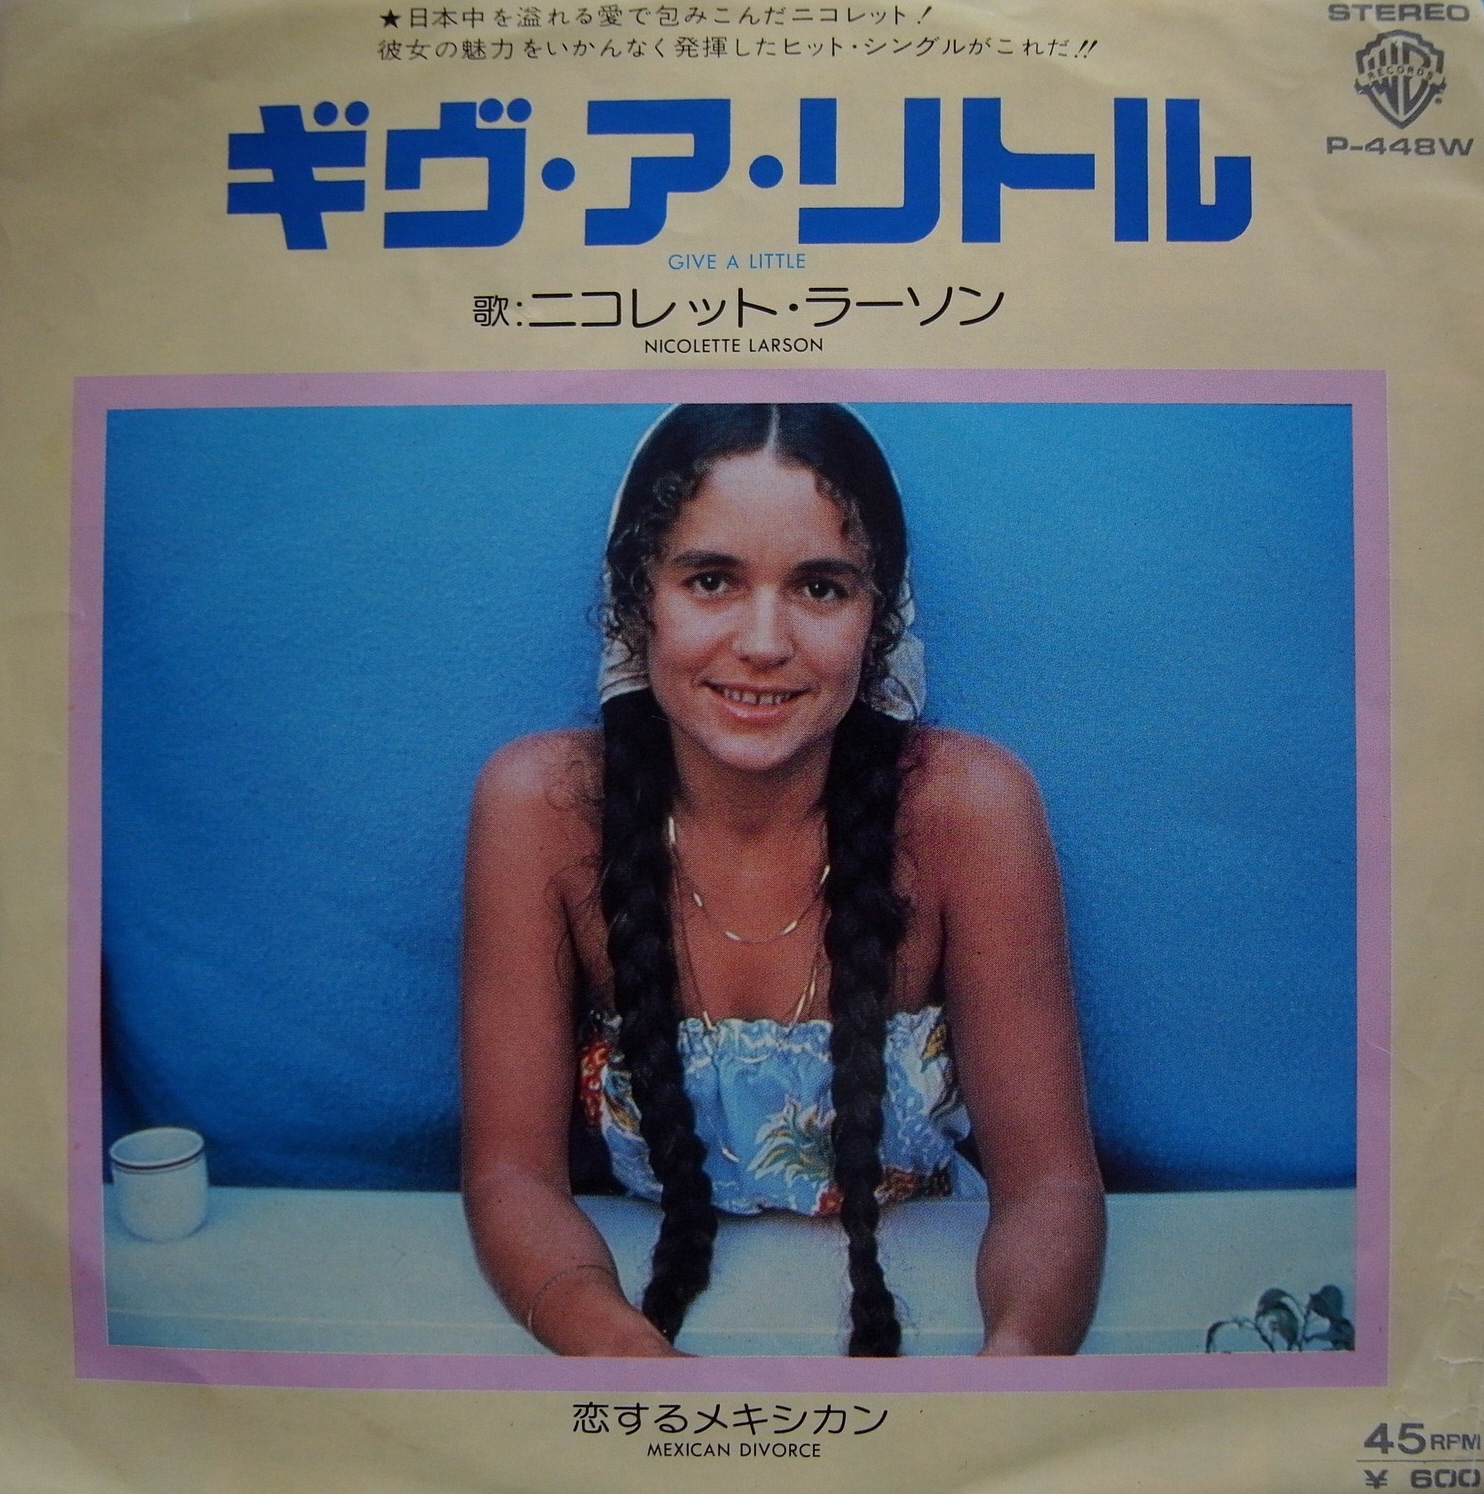 ★日本中を溢れる愛で包みこんだニコレット!
彼女の魅力をいかんなく発揮したヒット・シングルがこれだ!!
STEREO
RECORDS
P-448W
ギヴ・ア・リトル
GIVE A LITTLE
歌:ニコレット・ラーソン
NICOLETTE LARSON
恋するメキシカン
MEXICAN DIVORCE
45RPM
¥ 600